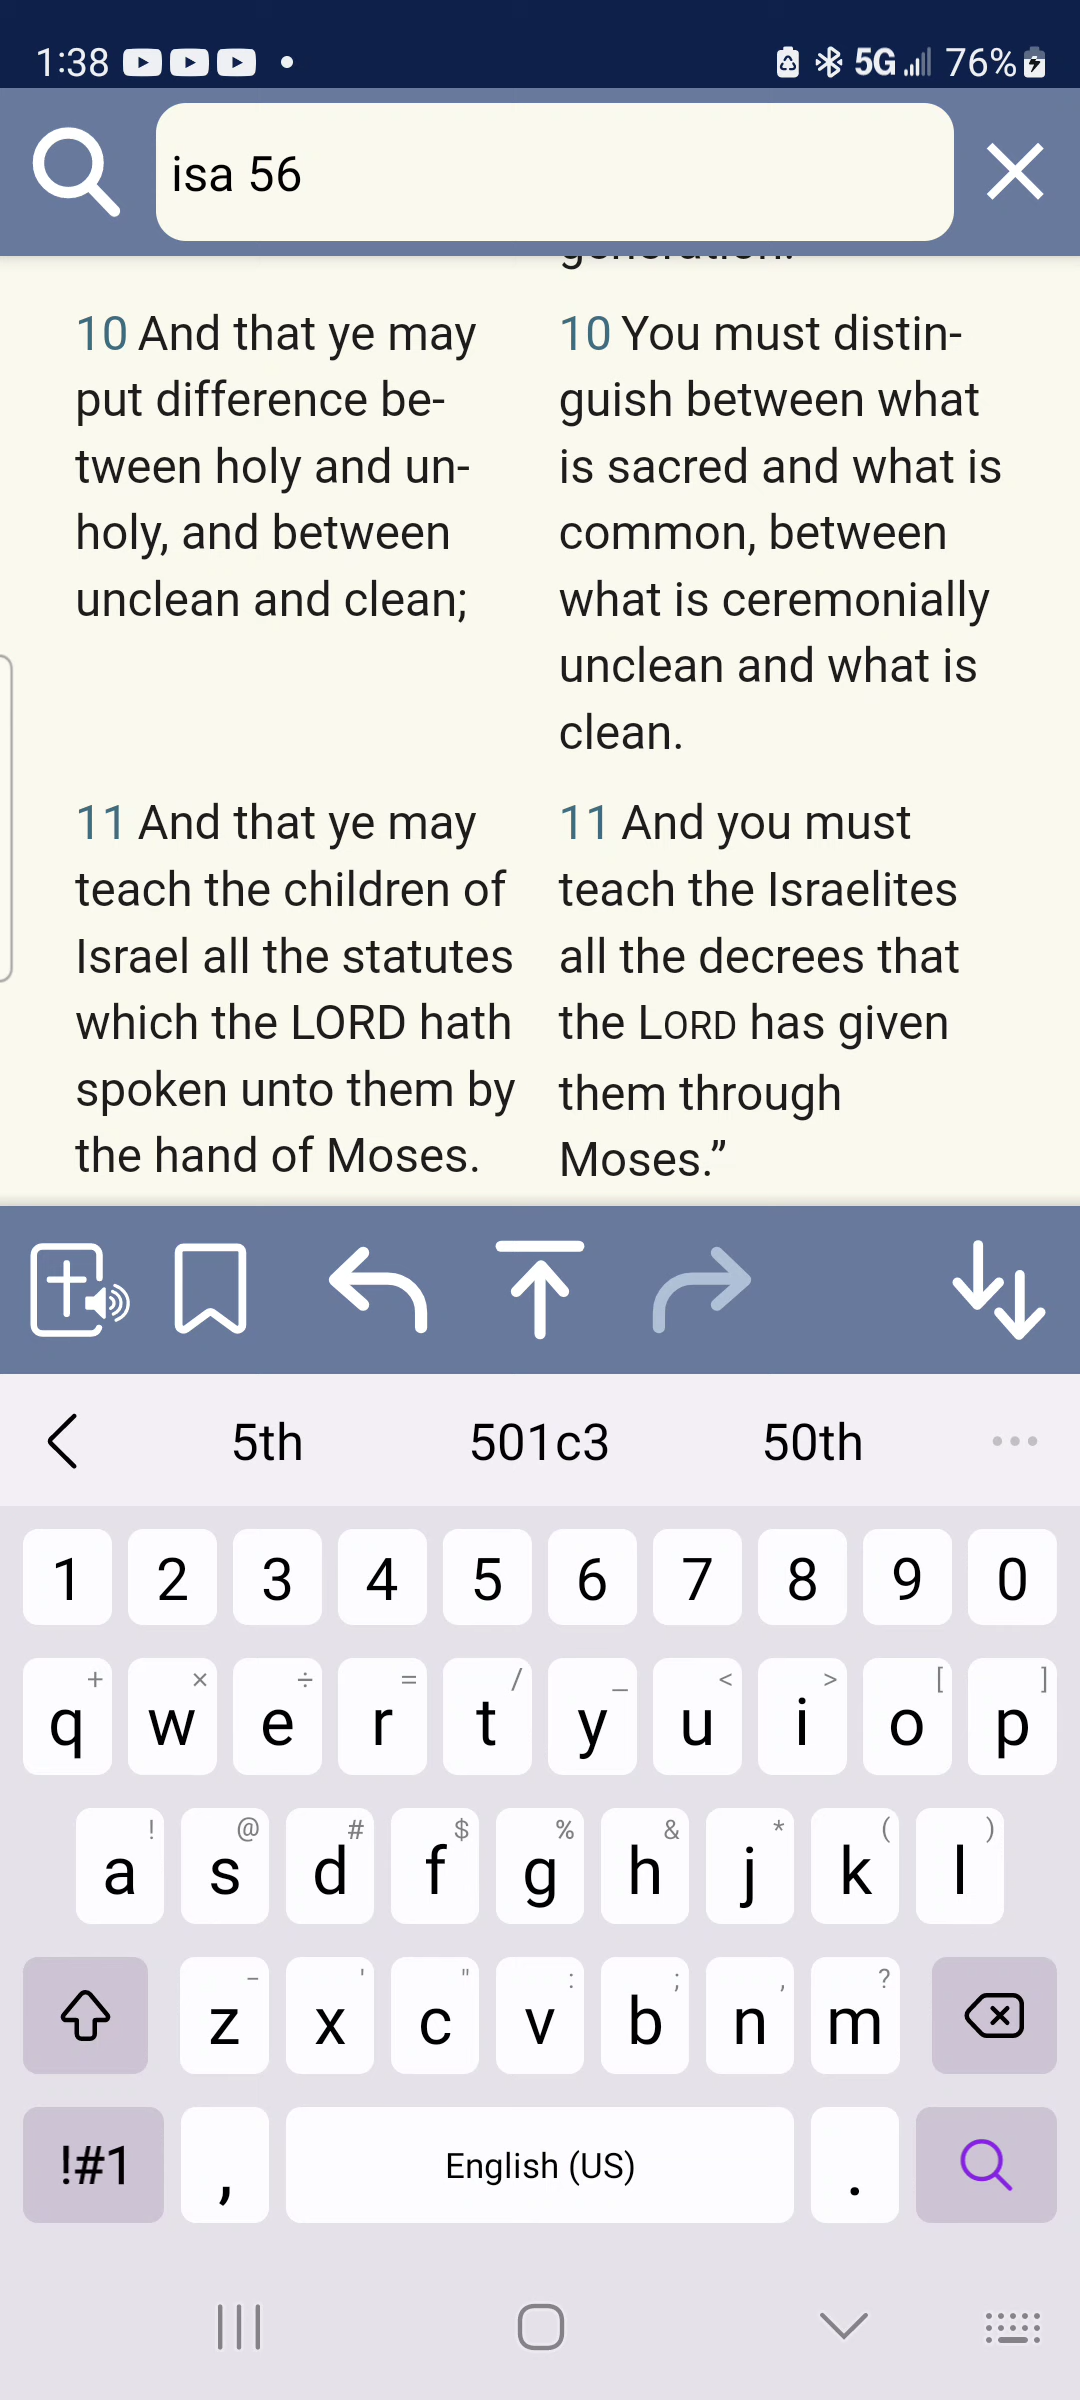 1:38
5G 76%
isa 56
generation.
10 And that ye may
put difference be-
tween holy and un-
holy, and between
unclean and clean;
10 You must distin-
guish between what
is sacred and what is
common, between
what is ceremonially
unclean and what is
clean.
11 And that ye may
teach the children of
Israel all the statutes
which the LORD hath
spoken unto them by
the hand of Moses.
11 And you must
teach the Israelites
all the decrees that
the LORD has given
them through
Moses.”
5th 501c3 50th
1 2 3 4 5 6 7 8 9 0
+ × ÷ = / _ < > [ ]
q w e r t y u i o p
! @ # $ % & * ( )
a s d f g h j k l
- ' " : ; , ?
z x c v b n m
!#1 , English (US) .